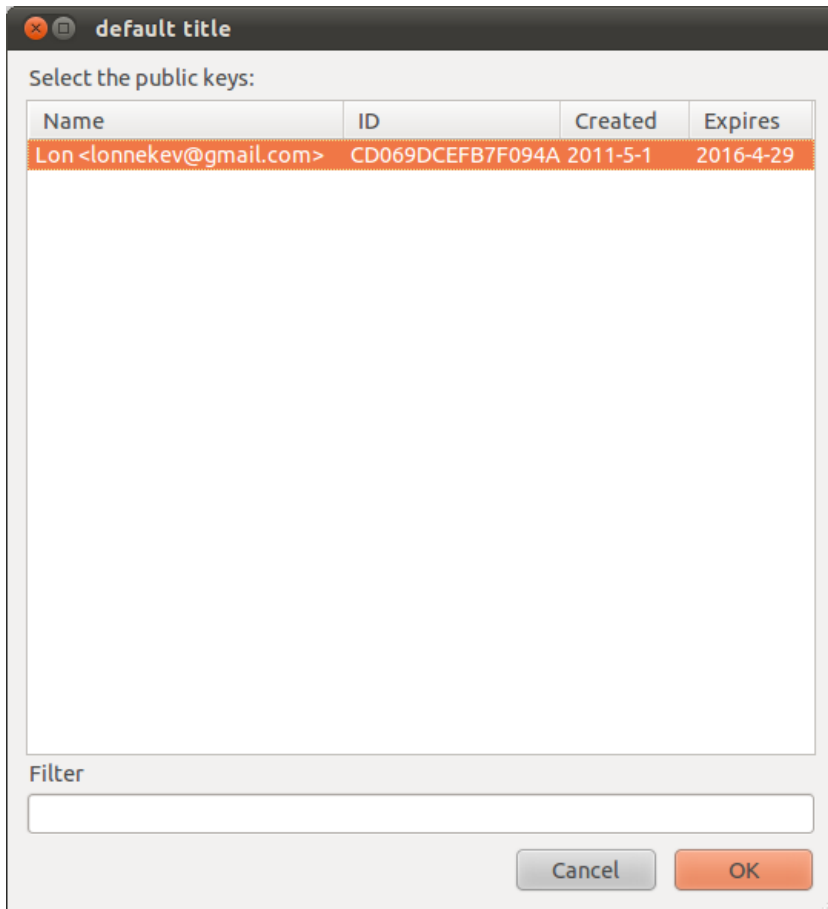 default title
Select the public keys:
Name ID Created Expires
Lon <lonnekev@gmail.com> CD069DCEFB7F094A 2011-5-1 2016-4-29
Filter
Cancel OK